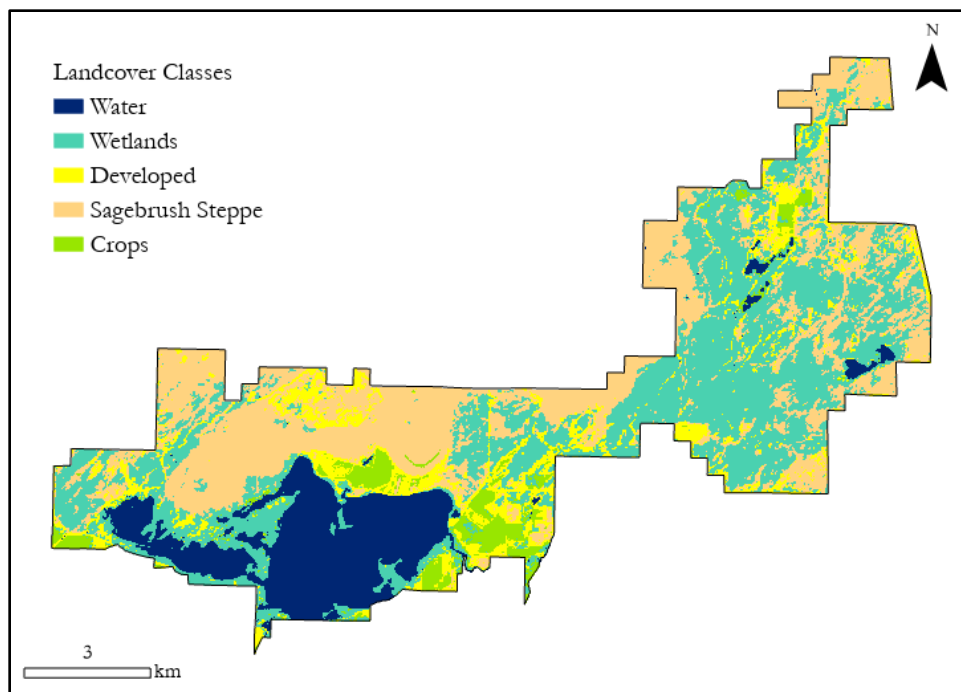 N
Landcover Classes
Water
Wetlands
Developed
Sagebrush Steppe
Crops
3
km